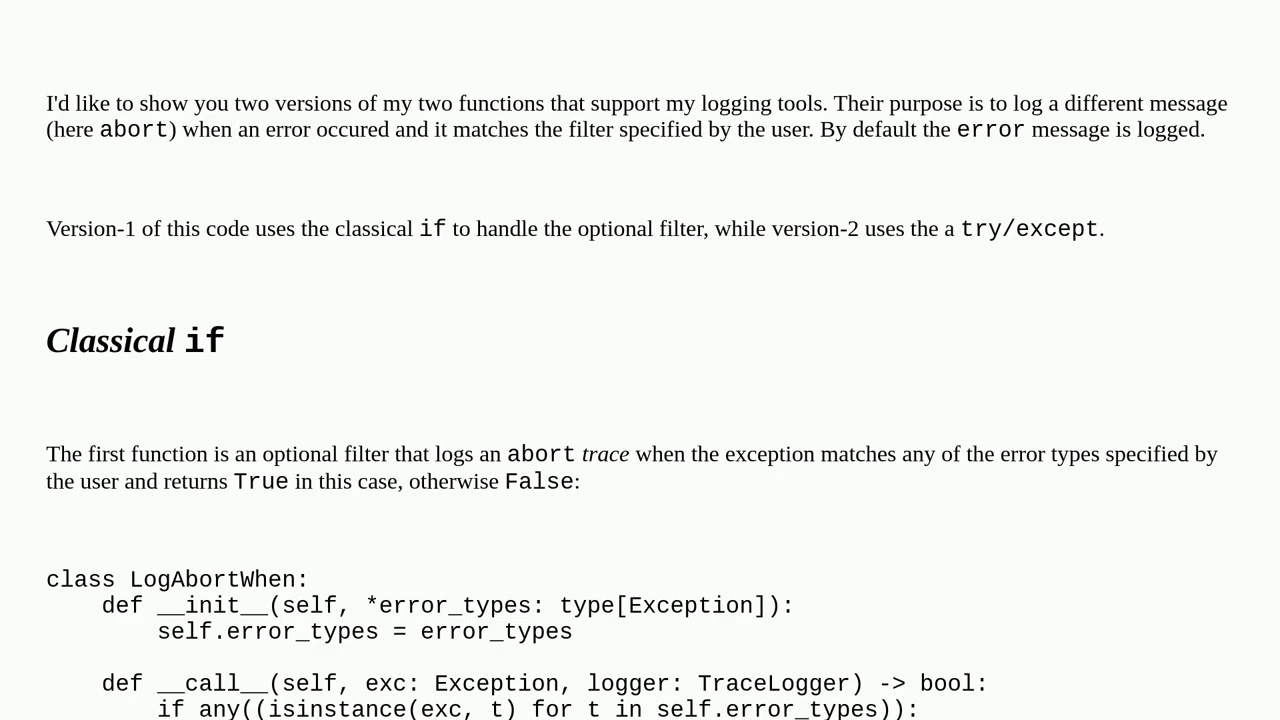 I'd like to show you two versions of my two functions that support my logging tools. Their purpose is to log a different message
(here abort) when an error occured and it matches the filter specified by the user. By default the error message is logged.
Version-1 of this code uses the classical if to handle the optional filter, while version-2 uses the a try/except.
Classical if
The first function is an optional filter that logs an abort trace when the exception matches any of the error types specified by
the user and returns True in this case, otherwise False:
class LogAbortWhen:
    def __init__(self, *error_types: type[Exception]):
        self.error_types = error_types
    def __call__(self, exc: Exception, logger: TraceLogger) -> bool:
        if any((isinstance(exc, t) for t in self.error_types)):